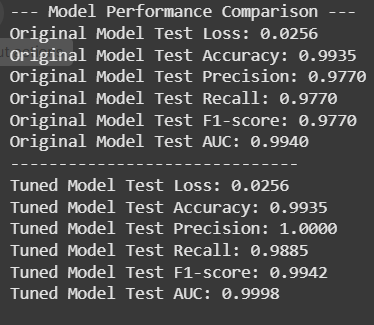 --- Model Performance Comparison ---
Original Model Test Loss: 0.0256
Original Model Test Accuracy: 0.9935
Original Model Test Precision: 0.9770
Original Model Test Recall: 0.9770
Original Model Test F1-score: 0.9770
Original Model Test AUC: 0.9940
-----------------------------
Tuned Model Test Loss: 0.0256
Tuned Model Test Accuracy: 0.9935
Tuned Model Test Precision: 1.0000
Tuned Model Test Recall: 0.9885
Tuned Model Test F1-score: 0.9942
Tuned Model Test AUC: 0.9998